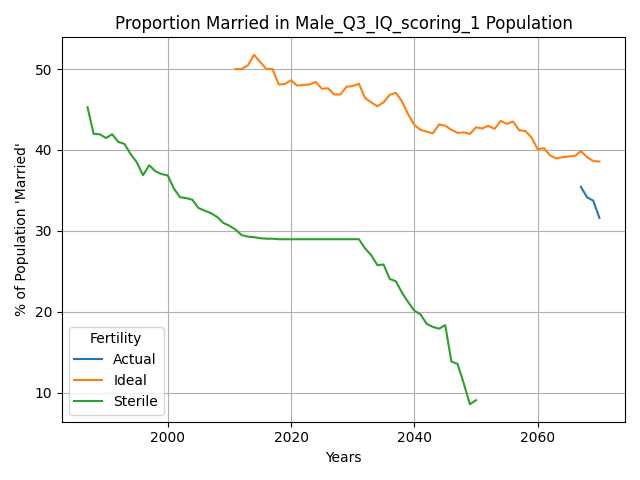 Proportion Married in Male_Q3_IQ_scoring_1 Population
% of Population 'Married'
50
40
30
20
10
Fertility
Actual
Ideal
Sterile
2000 2020 2040 2060
Years